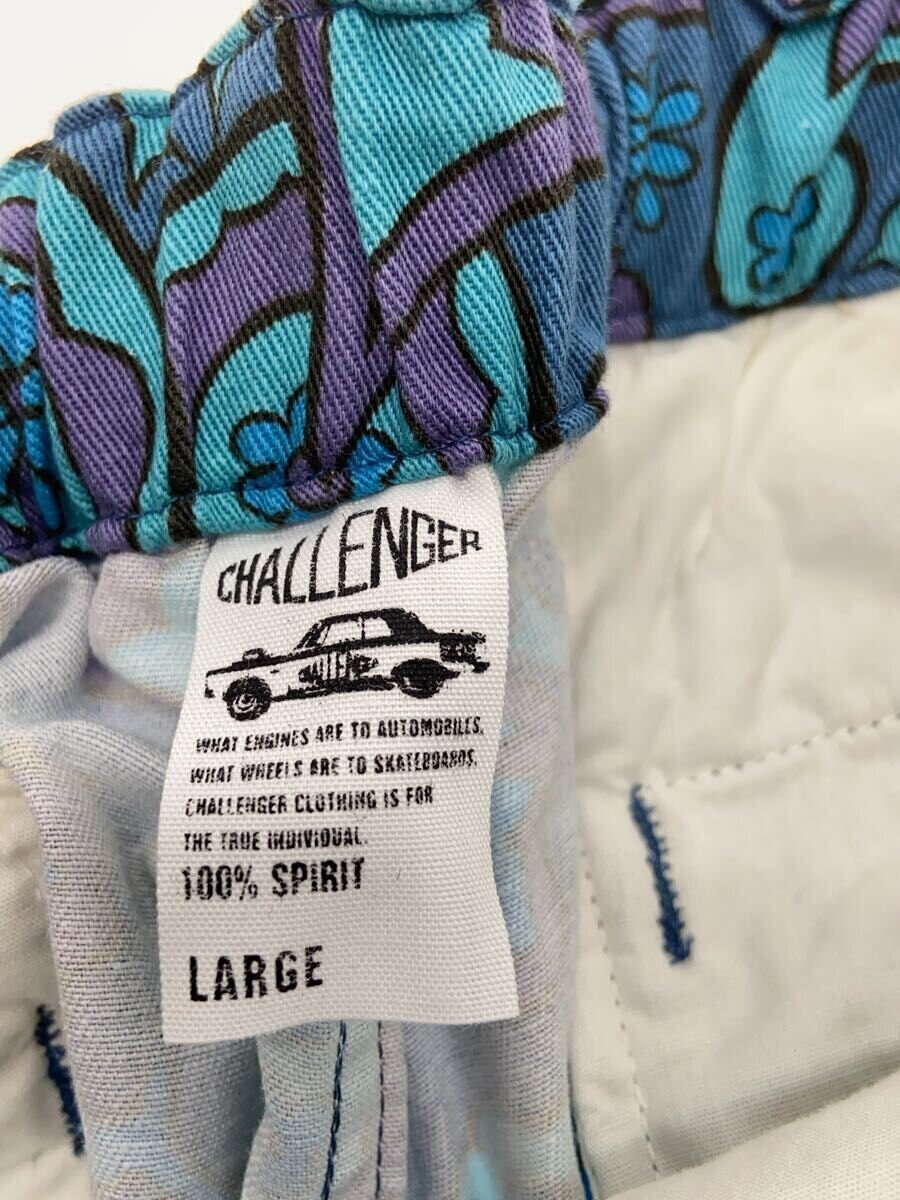 CHALLENGER
CHALLENGER
WHAT ENGINES ARE TO AUTOMOBILES.
WHAT WHEELS ARE TO SKATEBOARDS.
CHALLENGER CLOTHING IS FOR
THE TRUE INDIVIDUAL.
100% SPIRIT
LARGE